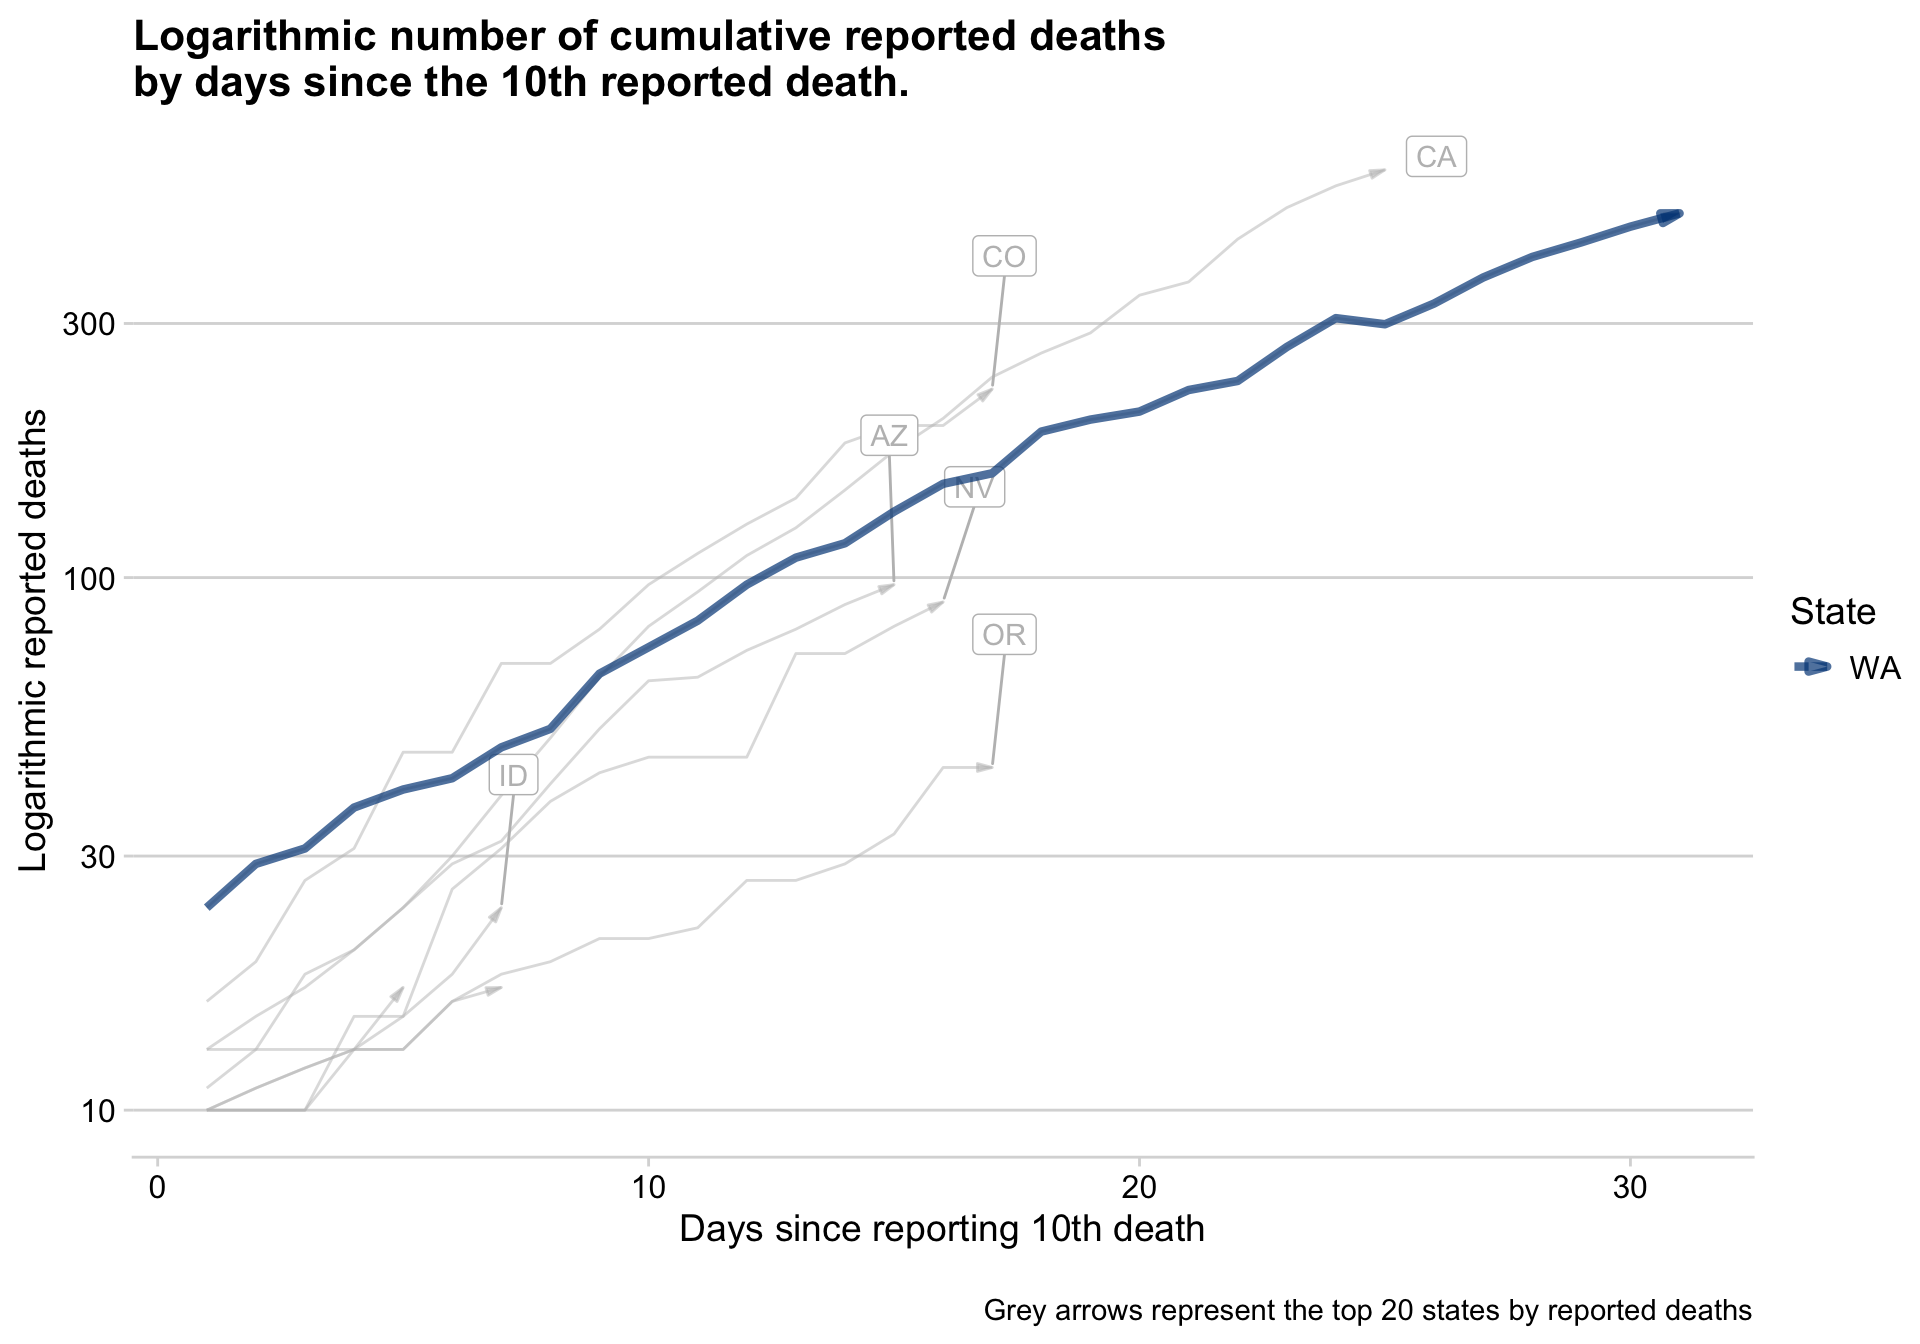 Logarithmic number of cumulative reported deaths
by days since the 10th reported death.
CA
CO
300
AZ
NV
Logarithmic reported deaths
100
State
OR
WA
ID
30
10
0
10
20
30
Days since reporting 10th death
Grey arrows represent the top 20 states by reported deaths